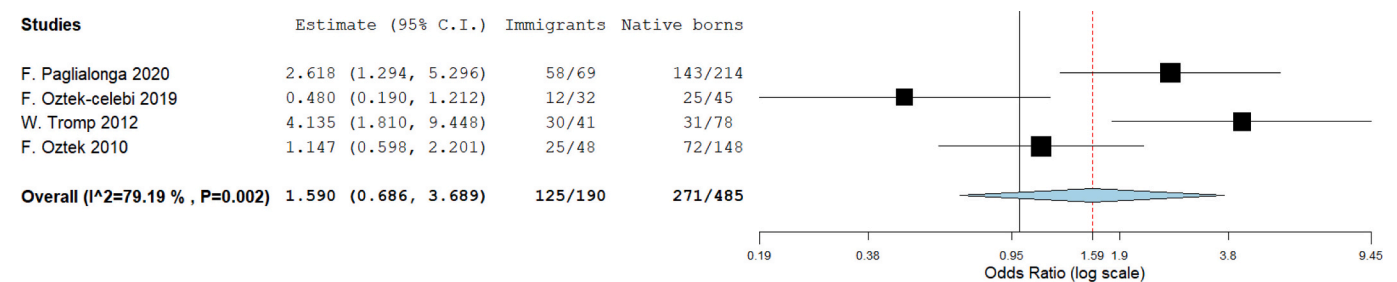 Studies Estimate (95% C.I.) Immigrants Native borns
F. Paglialonga 2020 2.618 (1.294, 5.296) 58/69 143/214
F. Oztek-celebi 2019 0.480 (0.190, 1.212) 12/32 25/45
W. Tromp 2012 4.135 (1.810, 9.448) 30/41 31/78
F. Oztek 2010 1.147 (0.598, 2.201) 25/48 72/148
Overall (I^2=79.19 % , P=0.002) 1.590 (0.686, 3.689) 125/190 271/485
0.19 0.38 0.95 1.59 1.9 3.8 9.45
Odds Ratio (log scale)